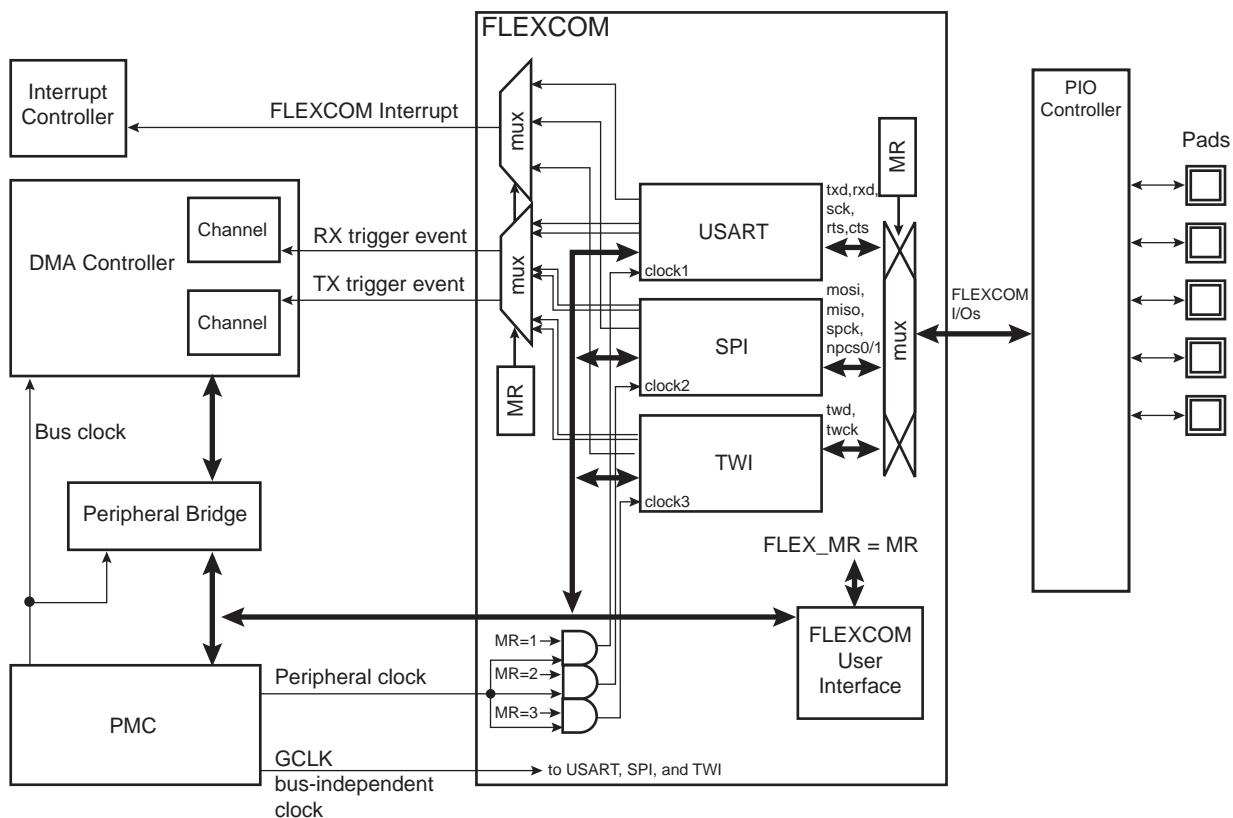 FLEXCOM
Interrupt
Controller
FLEXCOM Interrupt
mux
MR
PIO
Controller
Pads
DMA Controller
Channel
RX trigger event
Channel
TX trigger event
mux
MR
USART
clock1
txd,rxd,
sck,
rts,cts
SPI
clock2
mosi,
miso,
spck,
npcs0/1
TWI
clock3
twd,
twck
mux
FLEXCOM
I/Os
Bus clock
Peripheral Bridge
FLEX_MR = MR
FLEXCOM
User
Interface
MR=1
MR=2
MR=3
Peripheral clock
PMC
GCLK
bus-independent
clock
to USART, SPI, and TWI